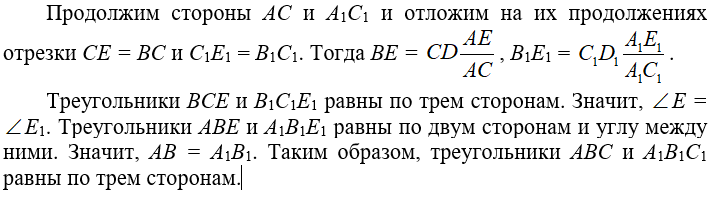 Продолжим стороны AC и A₁C₁ и отложим на их продолжениях
отрезки CE = BC и C₁E₁ = B₁C₁. Тогда BE = CD AE/AC , B₁E₁ = C₁D₁ A₁E₁/A₁C₁ .
Треугольники BCE и B₁C₁E₁ равны по трем сторонам. Значит, ∠E =
∠E₁. Треугольники ABE и A₁B₁E₁ равны по двум сторонам и углу между
ними. Значит, AB = A₁B₁. Таким образом, треугольники ABC и A₁B₁C₁
равны по трем сторонам.